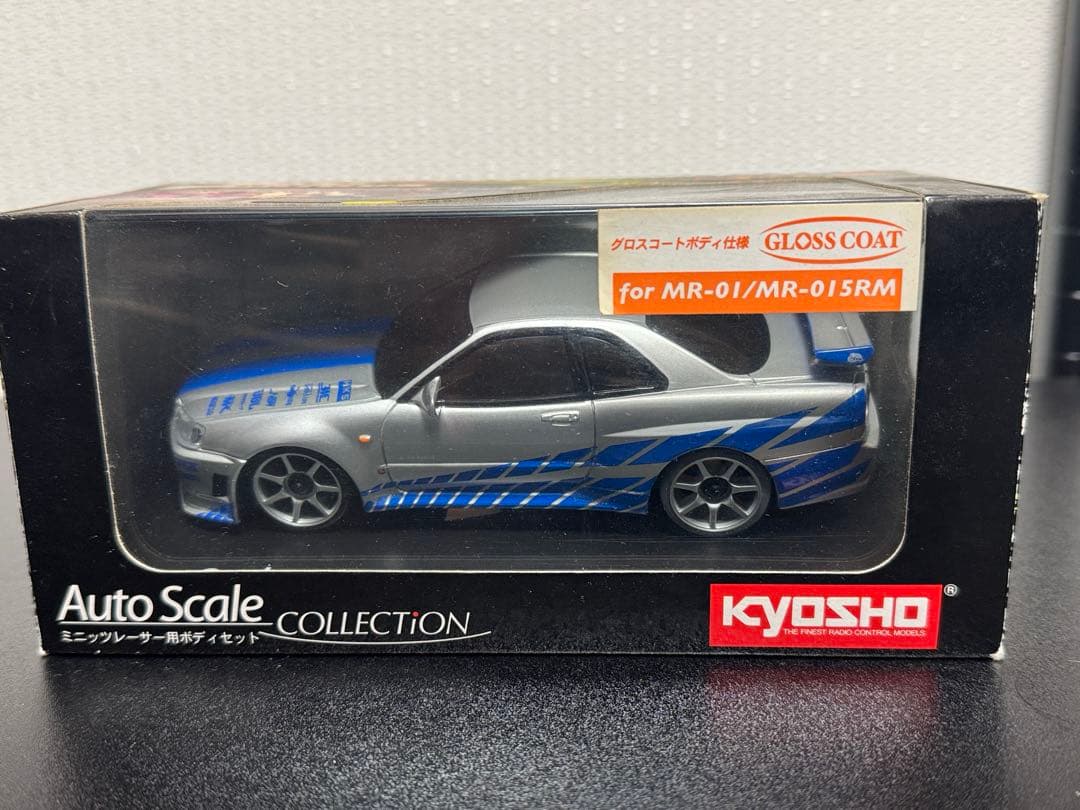 グロスコートボディ仕様 GLOSS COAT
for MR-01/MR-015RM
Auto Scale COLLECTiON
ミニッツレーサー用ボディセット
KYOSHO ®
THE FINEST RADIO CONTROL MODELS